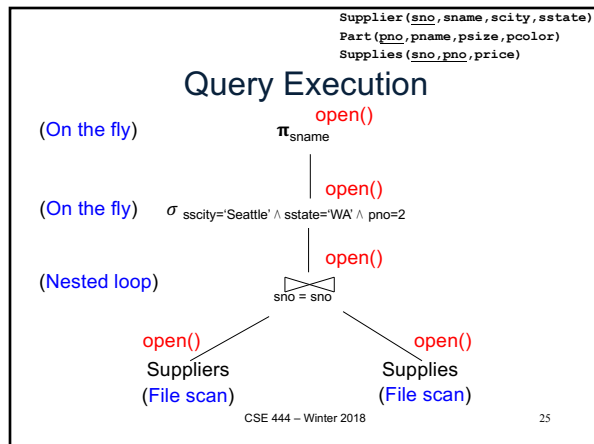 Supplier(sno,sname,scity,sstate)
Part(pno,pname,psize,pcolor)
Supplies(sno,pno,price)
Query Execution
open()
(On the fly) πsname
open()
(On the fly) σ sscity=‘Seattle’ ∧ sstate=‘WA’ ∧ pno=2
open()
(Nested loop)
sno = sno
open() open()
Suppliers Supplies
(File scan) (File scan)
CSE 444 – Winter 2018 25